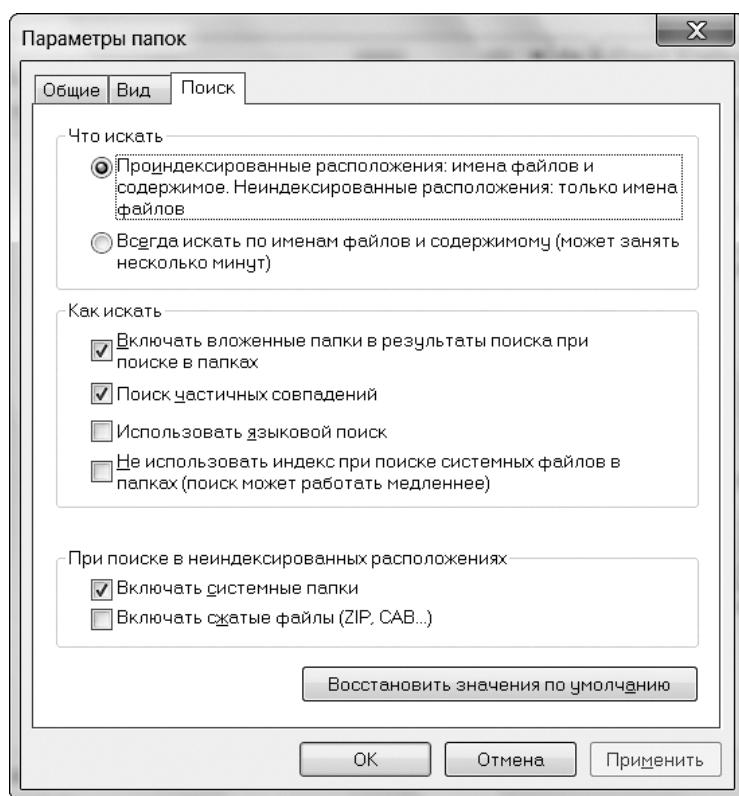 Параметры папок
Общие Вид Поиск
Что искать
Проиндексированные расположения: имена файлов и
содержимое. Неиндексированные расположения: только имена
файлов
Всегда искать по именам файлов и содержимому (может занять
несколько минут)
Как искать
Включать вложенные папки в результаты поиска при
поиске в папках
Поиск частичных совпадений
Использовать языковой поиск
Не использовать индекс при поиске системных файлов в
папках (поиск может работать медленнее)
При поиске в неиндексированных расположениях
Включать системные папки
Включать сжатые файлы (ZIP, CAB...)
Восстановить значения по умолчанию
OK Отмена Применить